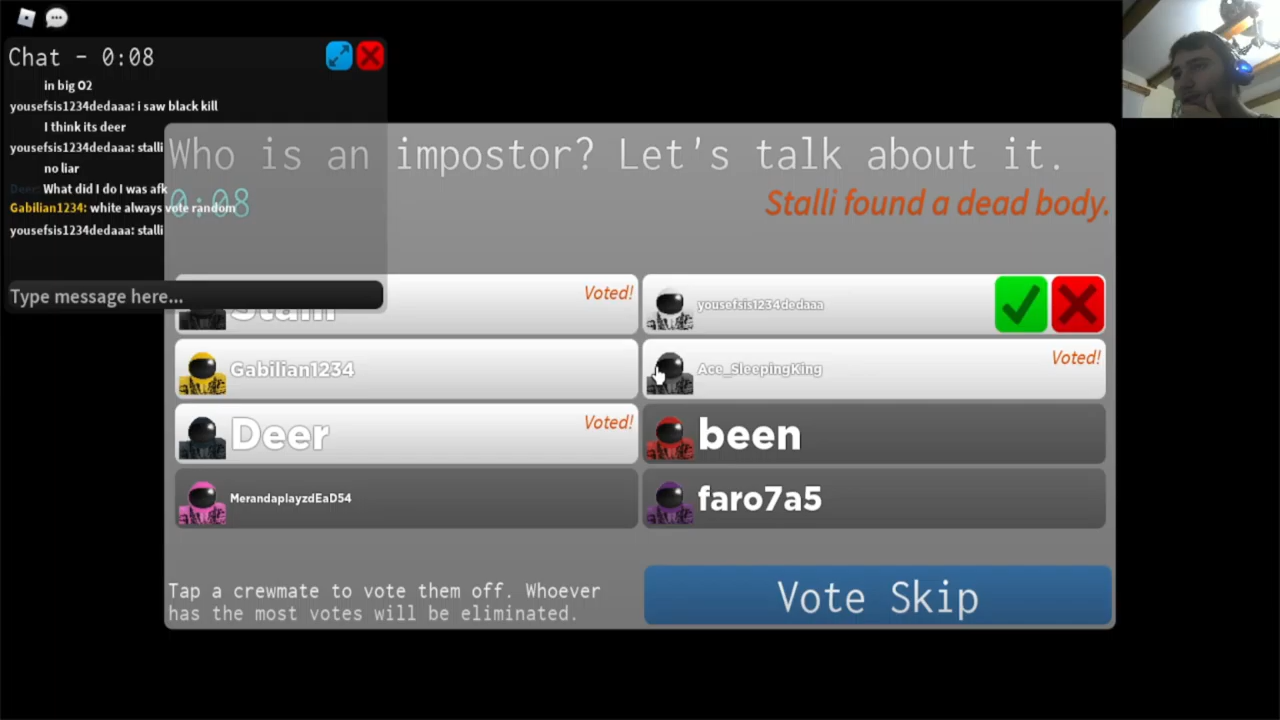 Chat - 0:08
in big O2
yousefsis1234dedaaa: i saw black kill
I think its deer
yousefsis1234dedaaa: stalli
no liar
Deer: What did I do I was afk
Gabilian1234: white always vote random
yousefsis1234dedaaa: stalli
Type message here...
Who is an impostor? Let's talk about it.
0:08
Stalli found a dead body.
Stalli
Voted!
yousefsis1234dedaaa
Gabilian1234
Ace_SleepingKing
Voted!
Deer
Voted!
been
MerandaplayzdEaD54
faro7a5
Tap a crewmate to vote them off. Whoever
has the most votes will be eliminated.
Vote Skip